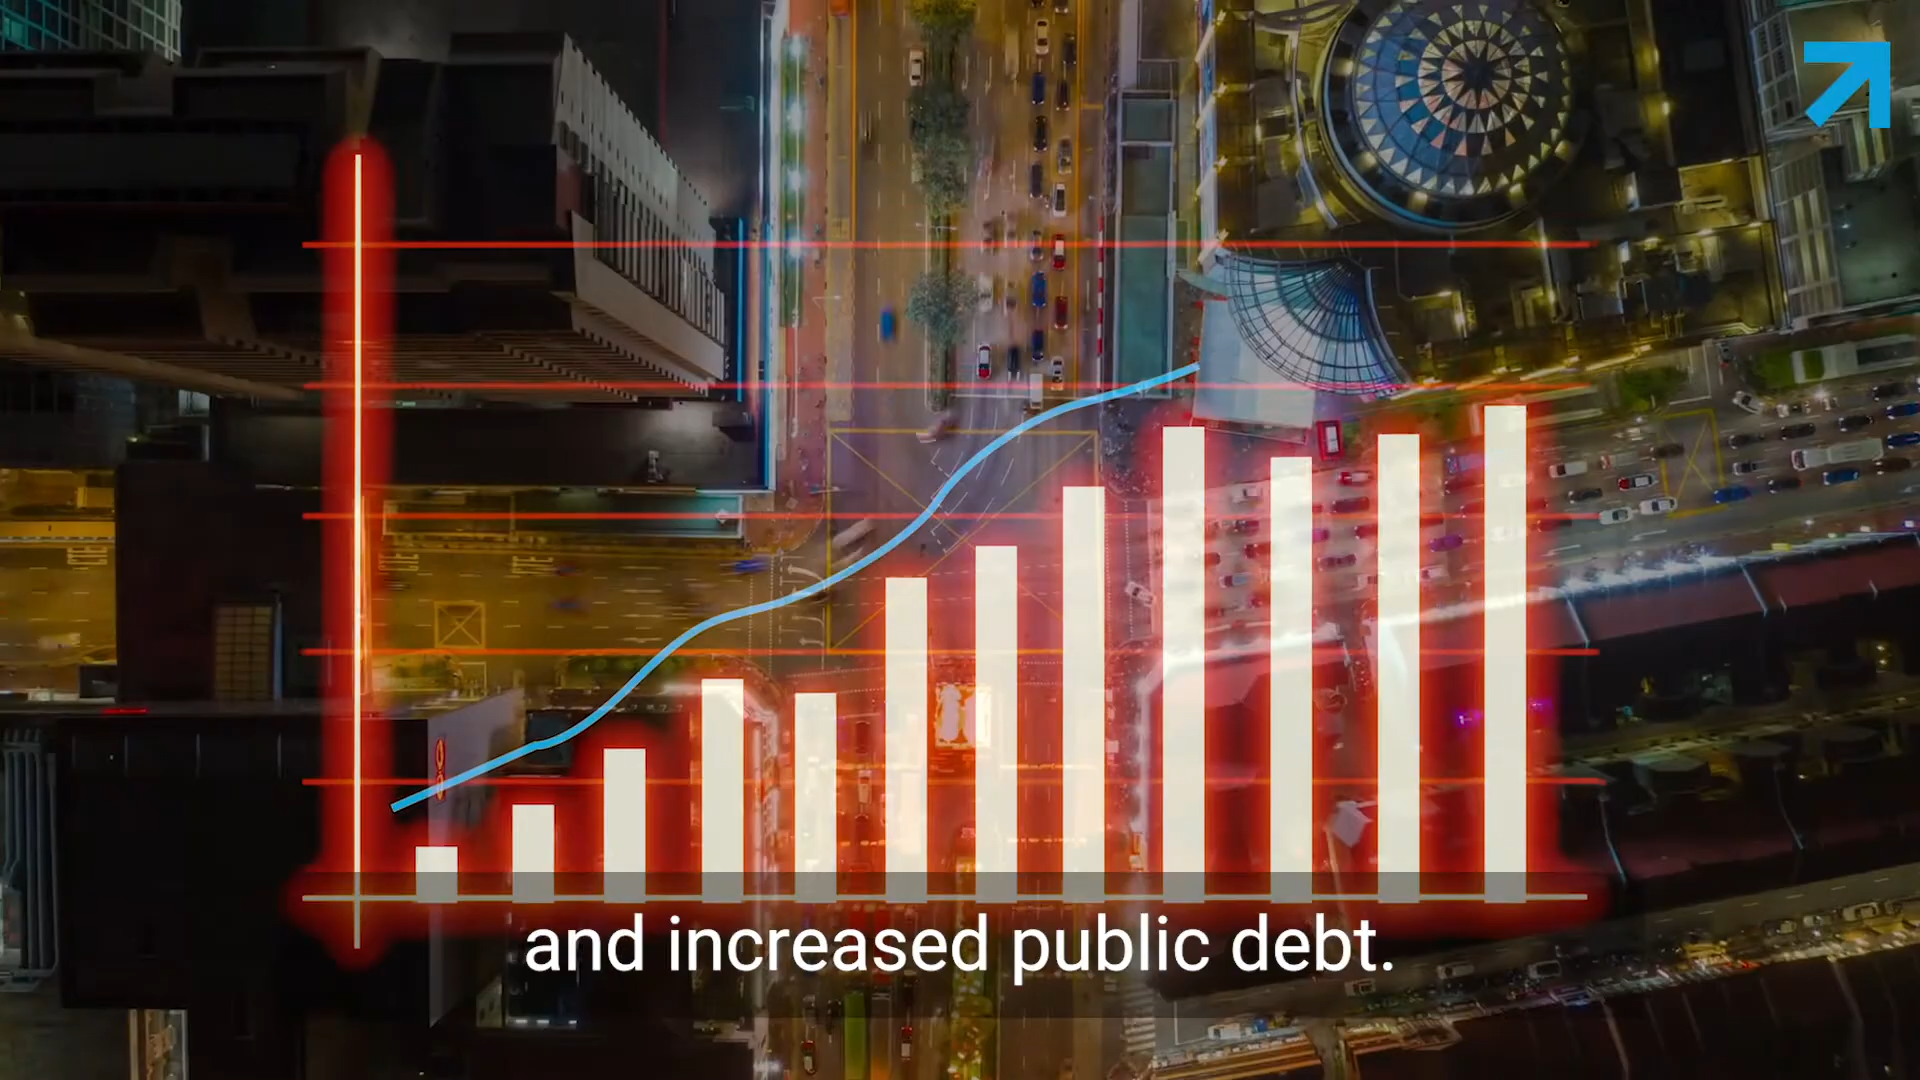 and increased public debt.